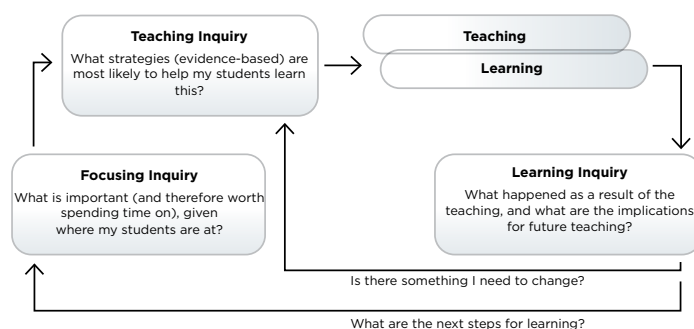 Teaching Inquiry
What strategies (evidence-based) are
most likely to help my students learn
this?
Teaching
Learning
Focusing Inquiry
What is important (and therefore worth
spending time on), given
where my students are at?
Learning Inquiry
What happened as a result of the
teaching, and what are the implications
for future teaching?
Is there something I need to change?
What are the next steps for learning?